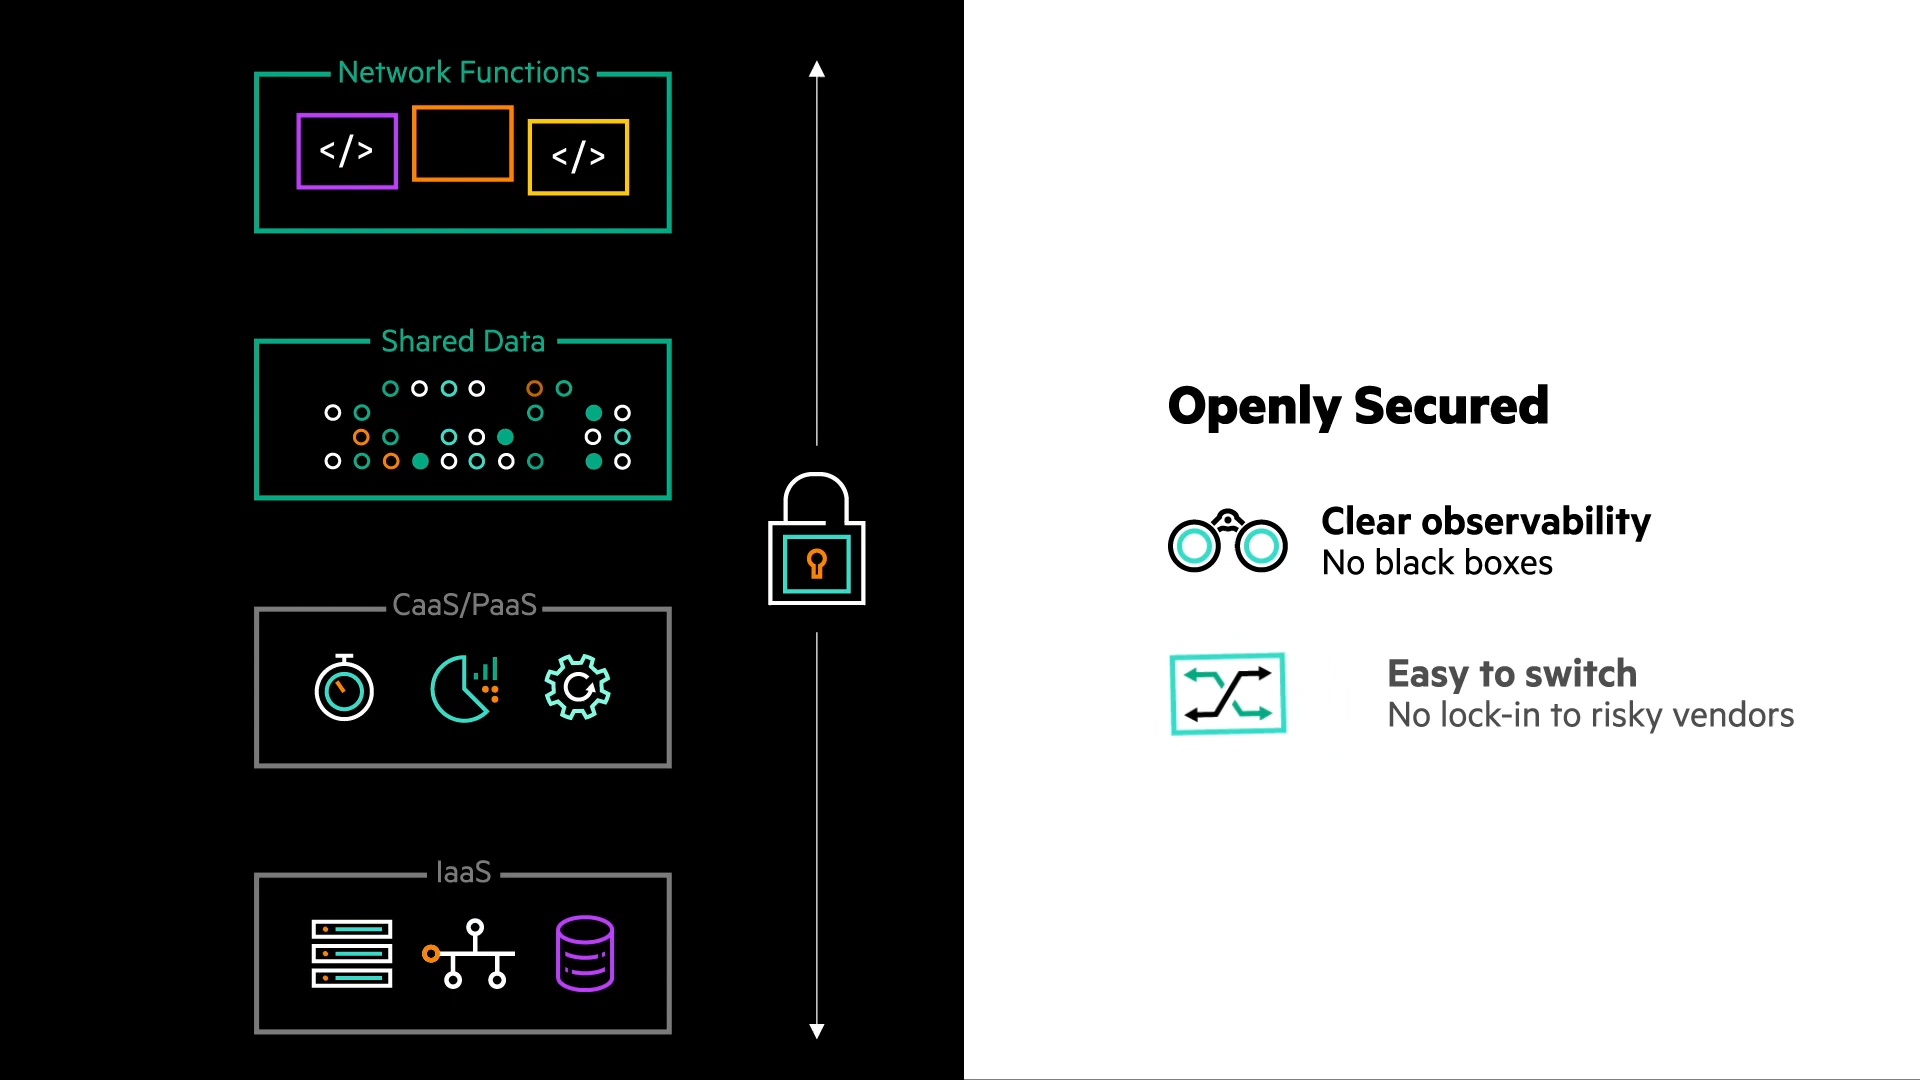 Network Functions
</> </>
Shared Data
CaaS/PaaS
IaaS
Openly Secured
Clear observability
No black boxes
Easy to switch
No lock-in to risky vendors